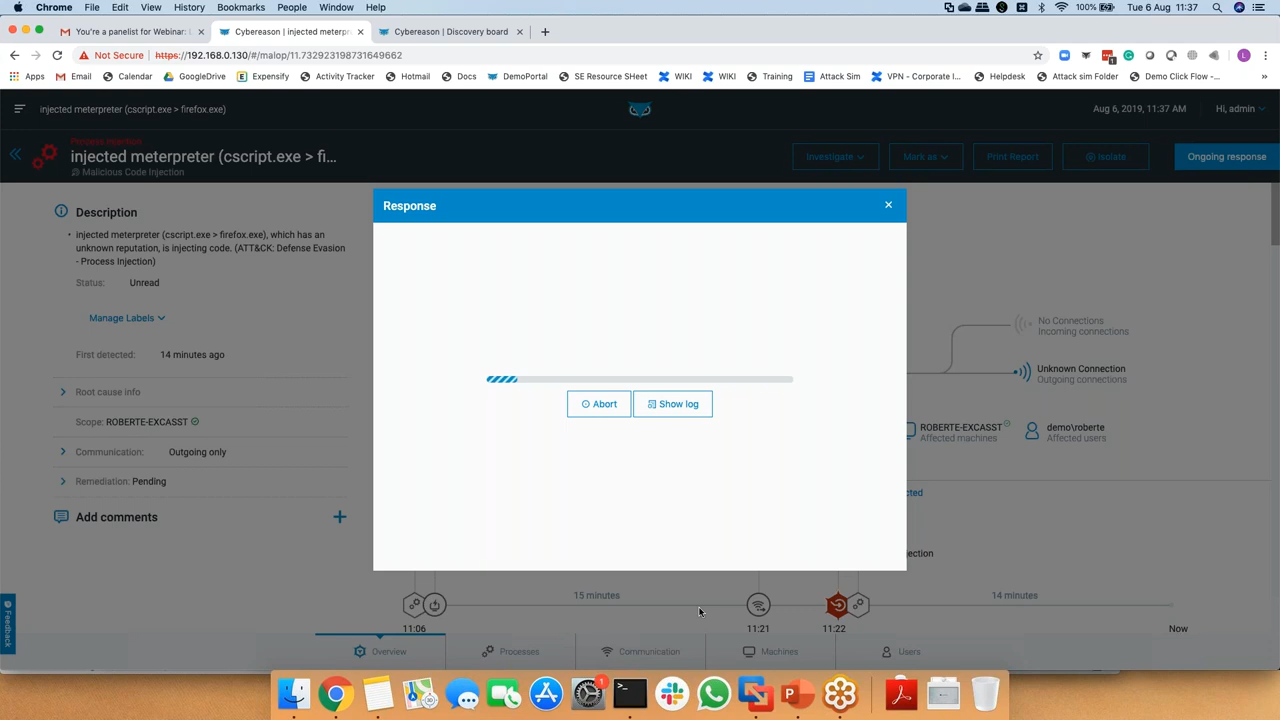 Chrome File Edit View History Bookmarks People Window Help 100% Tue 6 Aug 11:37
You're a panelist for Webinar: L × Cybereason | injected meterpr × Cybereason | Discovery board × +
Not Secure https://192.168.0.130/#/malop/11.732923198731649662 L
Apps Email Calendar GoogleDrive Expensify Activity Tracker Hotmail Docs DemoPortal SE Resource SHeet WIKI WIKI Training Attack Sim VPN - Corporate I... Helpdesk Attack sim Folder Demo Click Flow -... »
injected meterpreter (cscript.exe > firefox.exe) Aug 6, 2019, 11:37 AM Hi, admin
Process injection
injected meterpreter (cscript.exe > fi... Investigate Mark as Print Report Isolate Ongoing response
Malicious Code Injection
Response ×
Description
injected meterpreter (cscript.exe > firefox.exe), which has an
unknown reputation, is injecting code. (ATT&CK: Defense Evasion
- Process Injection)
Status: Unread
Manage Labels
First detected: 14 minutes ago
Root cause info
Scope: ROBERTE-EXCASST
Communication: Outgoing only
Remediation: Pending
Add comments +
Abort Show log
No Connections
Incoming connections
Unknown Connection
Outgoing connections
ROBERTE-EXCASST
Affected machines
demo\roberte
Affected users
cted
ection
15 minutes 14 minutes
11:06 11:21 11:22 Now
Overview Processes Communication Machines Users
Feedback
1